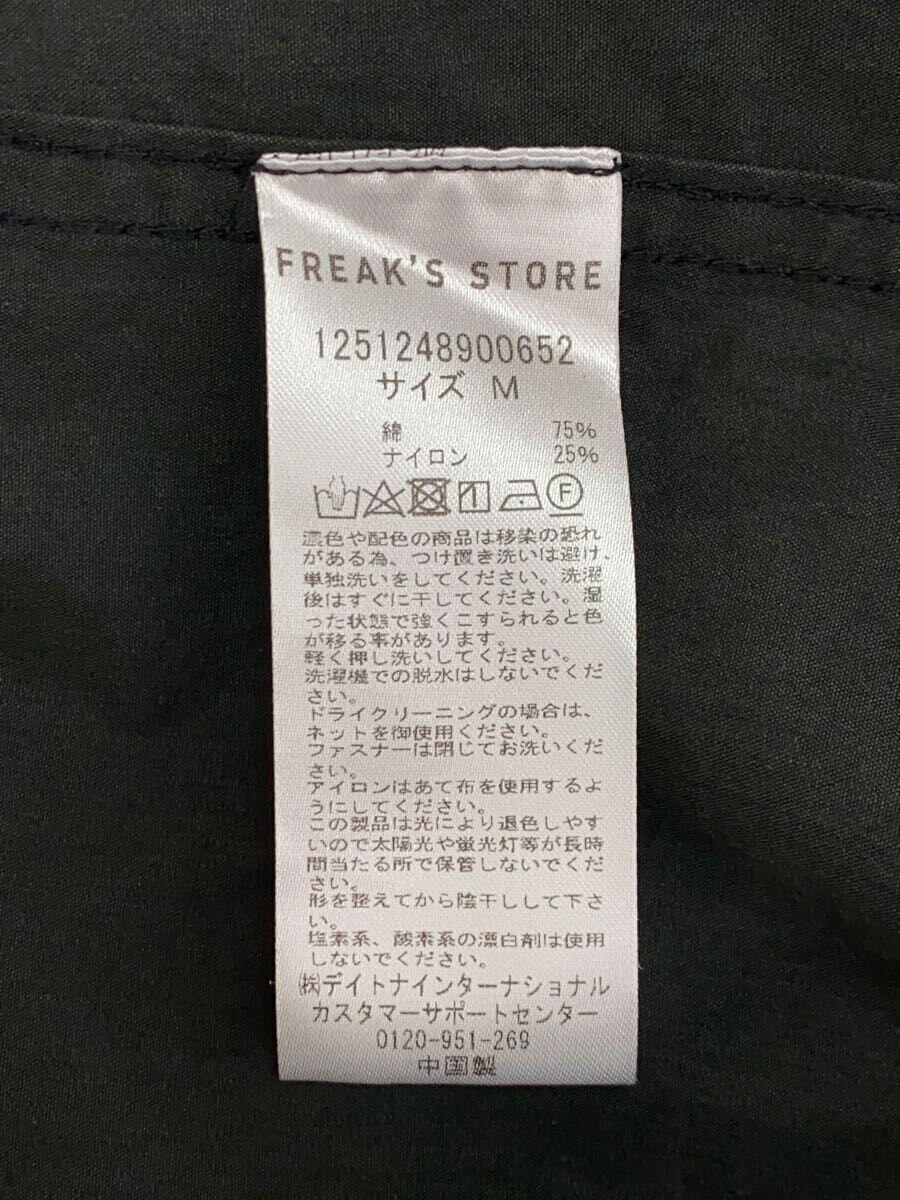 FREAK'S STORE
1251248900652
サイズ M
綿 75%
ナイロン 25%
F
濃色や配色の商品は移染の恐れ
がある為、つけ置き洗いは避け、
単独洗いをしてください。洗濯
後はすぐに干してください。湿
った状態で強くこすられると色
が移る事があります。
軽く押し洗いしてください。
洗濯機での脱水はしないでくだ
さい。
ドライクリーニングの場合は、
ネットを御使用ください。
ファスナーは閉じてお洗いくだ
さい。
アイロンはあて布を使用するよ
うにしてください。
この製品は光により退色しやす
いので太陽光や蛍光灯等が長時
間当たる所で保管しないでくだ
さい。
形を整えてから陰干しして下さ
い。
塩素系、酸素系の漂白剤は使用
しないでください。
㈱デイトナインターナショナル
カスタマーサポートセンター
0120-951-269
中国製